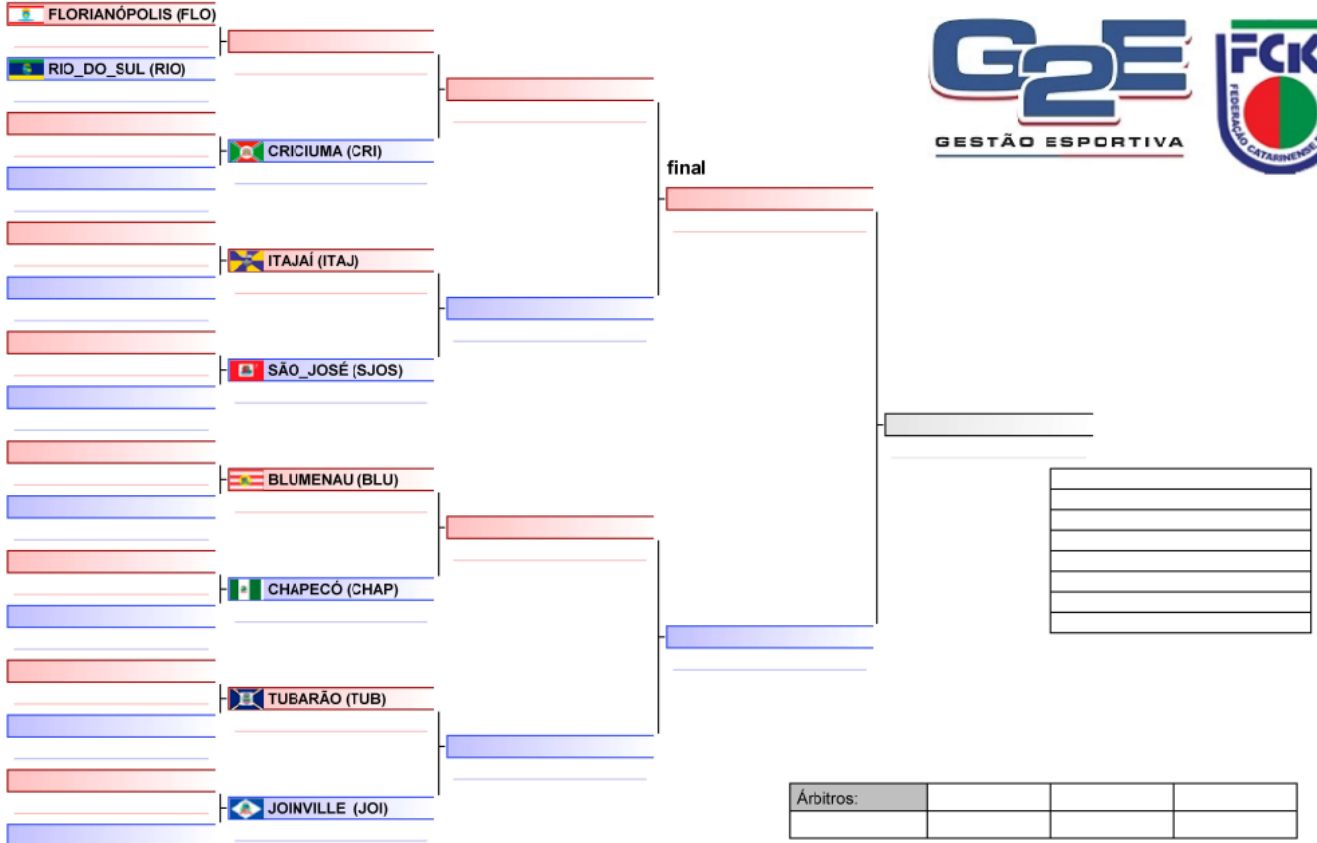 FLORIANÓPOLIS (FLO)
RIO_DO_SUL (RIO)
CRICIUMA (CRI)
ITAJAÍ (ITAJ)
SÃO_JOSÉ (SJOS)
BLUMENAU (BLU)
CHAPECÓ (CHAP)
TUBARÃO (TUB)
JOINVILLE (JOI)
final
G2E
GESTÃO ESPORTIVA
FCK
FEDERAÇÃO CATARINENSE
Árbitros: